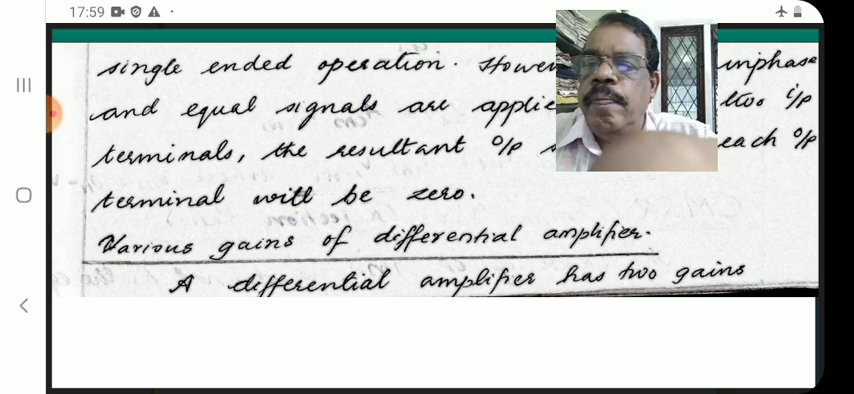 17:59
single ended operation. Howe inphase
and equal signals are applie two i/p
terminals, the resultant o/p s each o/p
terminal will be zero.
Various gains of differential amplifier.
A differential amplifier has two gains